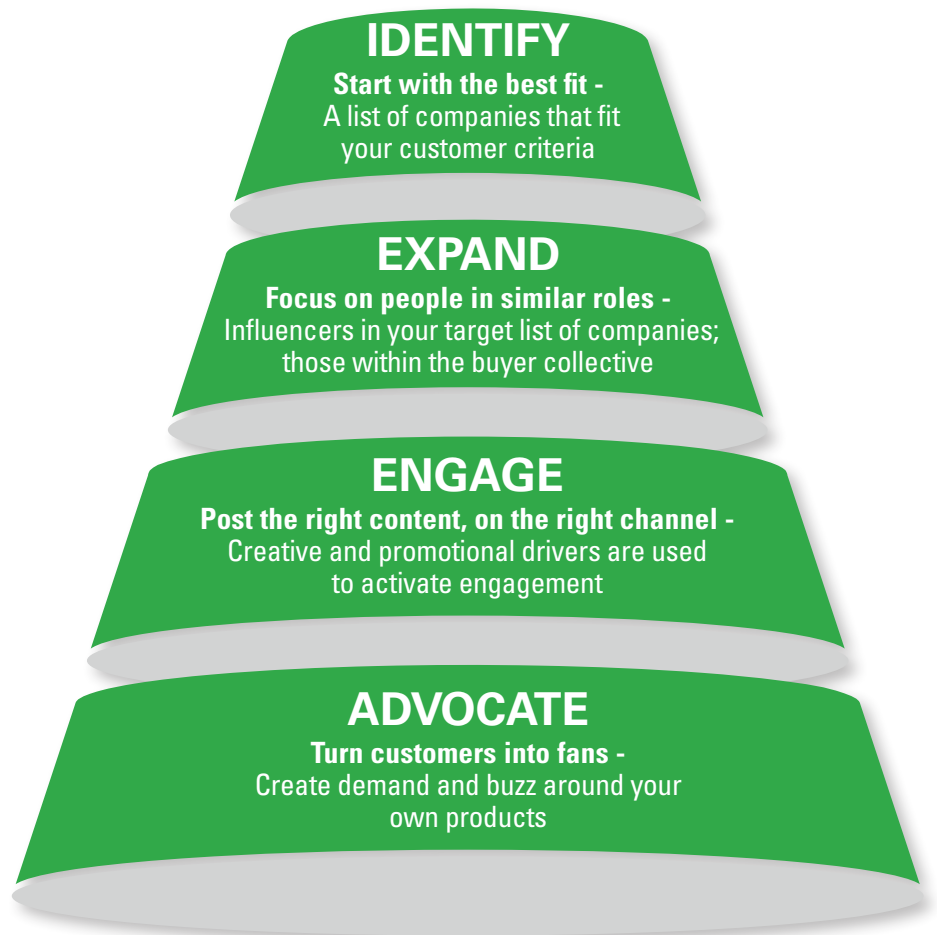 IDENTIFY
Start with the best fit -
A list of companies that fit
your customer criteria
EXPAND
Focus on people in similar roles -
Influencers in your target list of companies;
those within the buyer collective
ENGAGE
Post the right content, on the right channel -
Creative and promotional drivers are used
to activate engagement
ADVOCATE
Turn customers into fans -
Create demand and buzz around your
own products